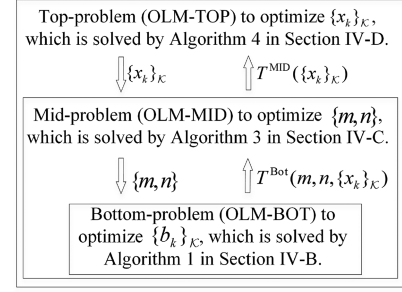 Top-problem (OLM-TOP) to optimize {x_k}_𝒦,
which is solved by Algorithm 4 in Section IV-D.
{x_k}_𝒦 T^MID({x_k}_𝒦)
Mid-problem (OLM-MID) to optimize {m,n},
which is solved by Algorithm 3 in Section IV-C.
{m,n} T^Bot(m,n,{x_k}_𝒦)
Bottom-problem (OLM-BOT) to
optimize {b_k}_𝒦, which is solved by
Algorithm 1 in Section IV-B.